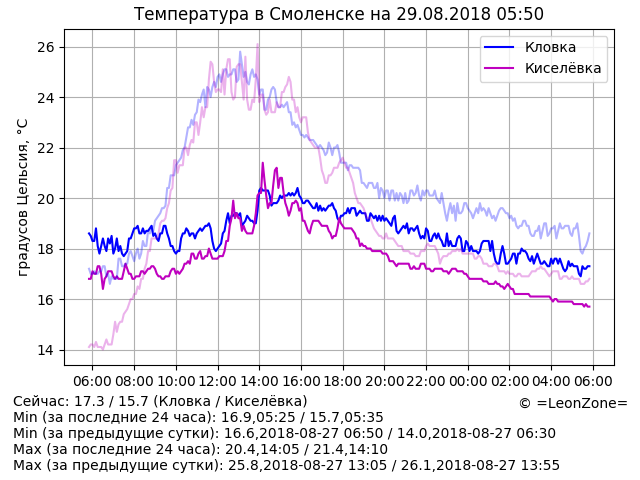 Температура в Смоленске на 29.08.2018 05:50
градусов Цельсия, °C
26
24
22
20
18
16
14
Кловка
Киселёвка
06:00 08:00 10:00 12:00 14:00 16:00 18:00 20:00 22:00 00:00 02:00 04:00 06:00
Сейчас: 17.3 / 15.7 (Кловка / Киселёвка)
© =LeonZone=
Min (за последние 24 часа): 16.9,05:25 / 15.7,05:35
Min (за предыдущие сутки): 16.6,2018-08-27 06:50 / 14.0,2018-08-27 06:30
Max (за последние 24 часа): 20.4,14:05 / 21.4,14:10
Max (за предыдущие сутки): 25.8,2018-08-27 13:05 / 26.1,2018-08-27 13:55